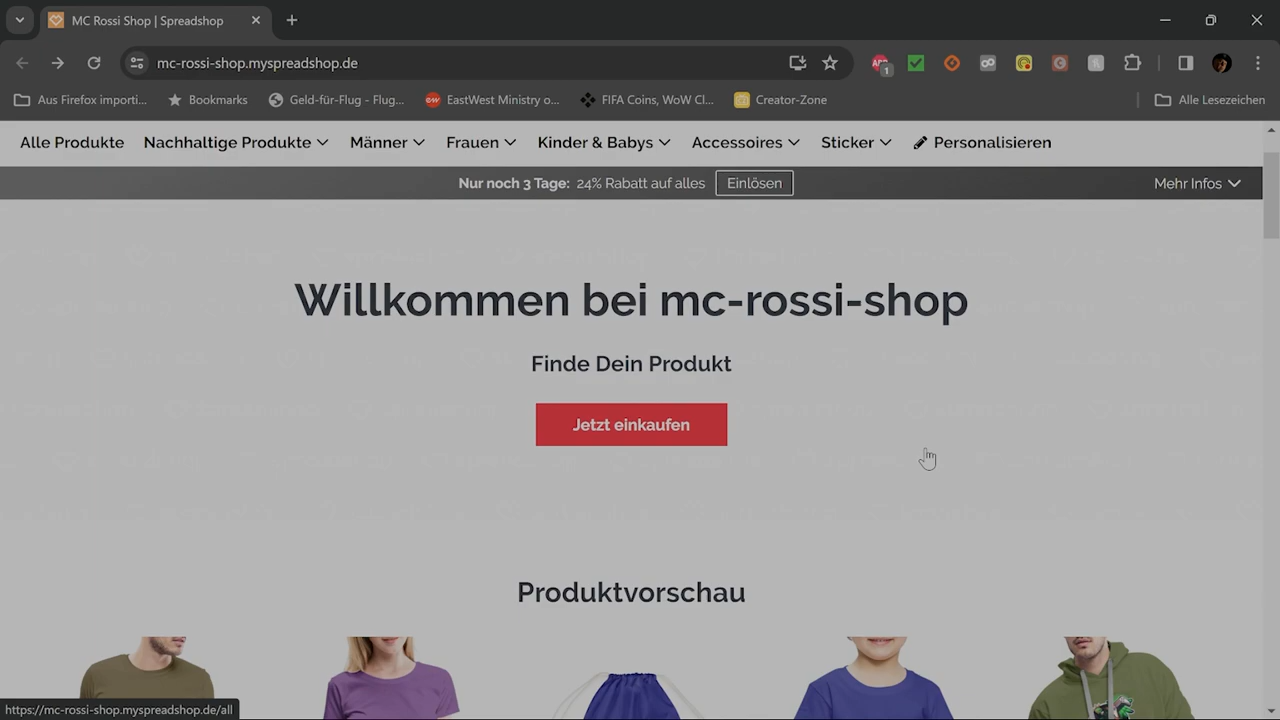 MC Rossi Shop | Spreadshop
mc-rossi-shop.myspreadshop.de
1
Aus Firefox importi...
Bookmarks
Geld-für-Flug - Flug...
EastWest Ministry o...
FIFA Coins, WoW Cl...
Creator-Zone
Alle Lesezeichen
Alle Produkte
Nachhaltige Produkte
Männer
Frauen
Kinder & Babys
Accessoires
Sticker
Personalisieren
Nur noch 3 Tage: 24% Rabatt auf alles
Einlösen
Mehr Infos
Willkommen bei mc-rossi-shop
Finde Dein Produkt
Jetzt einkaufen
Produktvorschau
https://mc-rossi-shop.myspreadshop.de/all